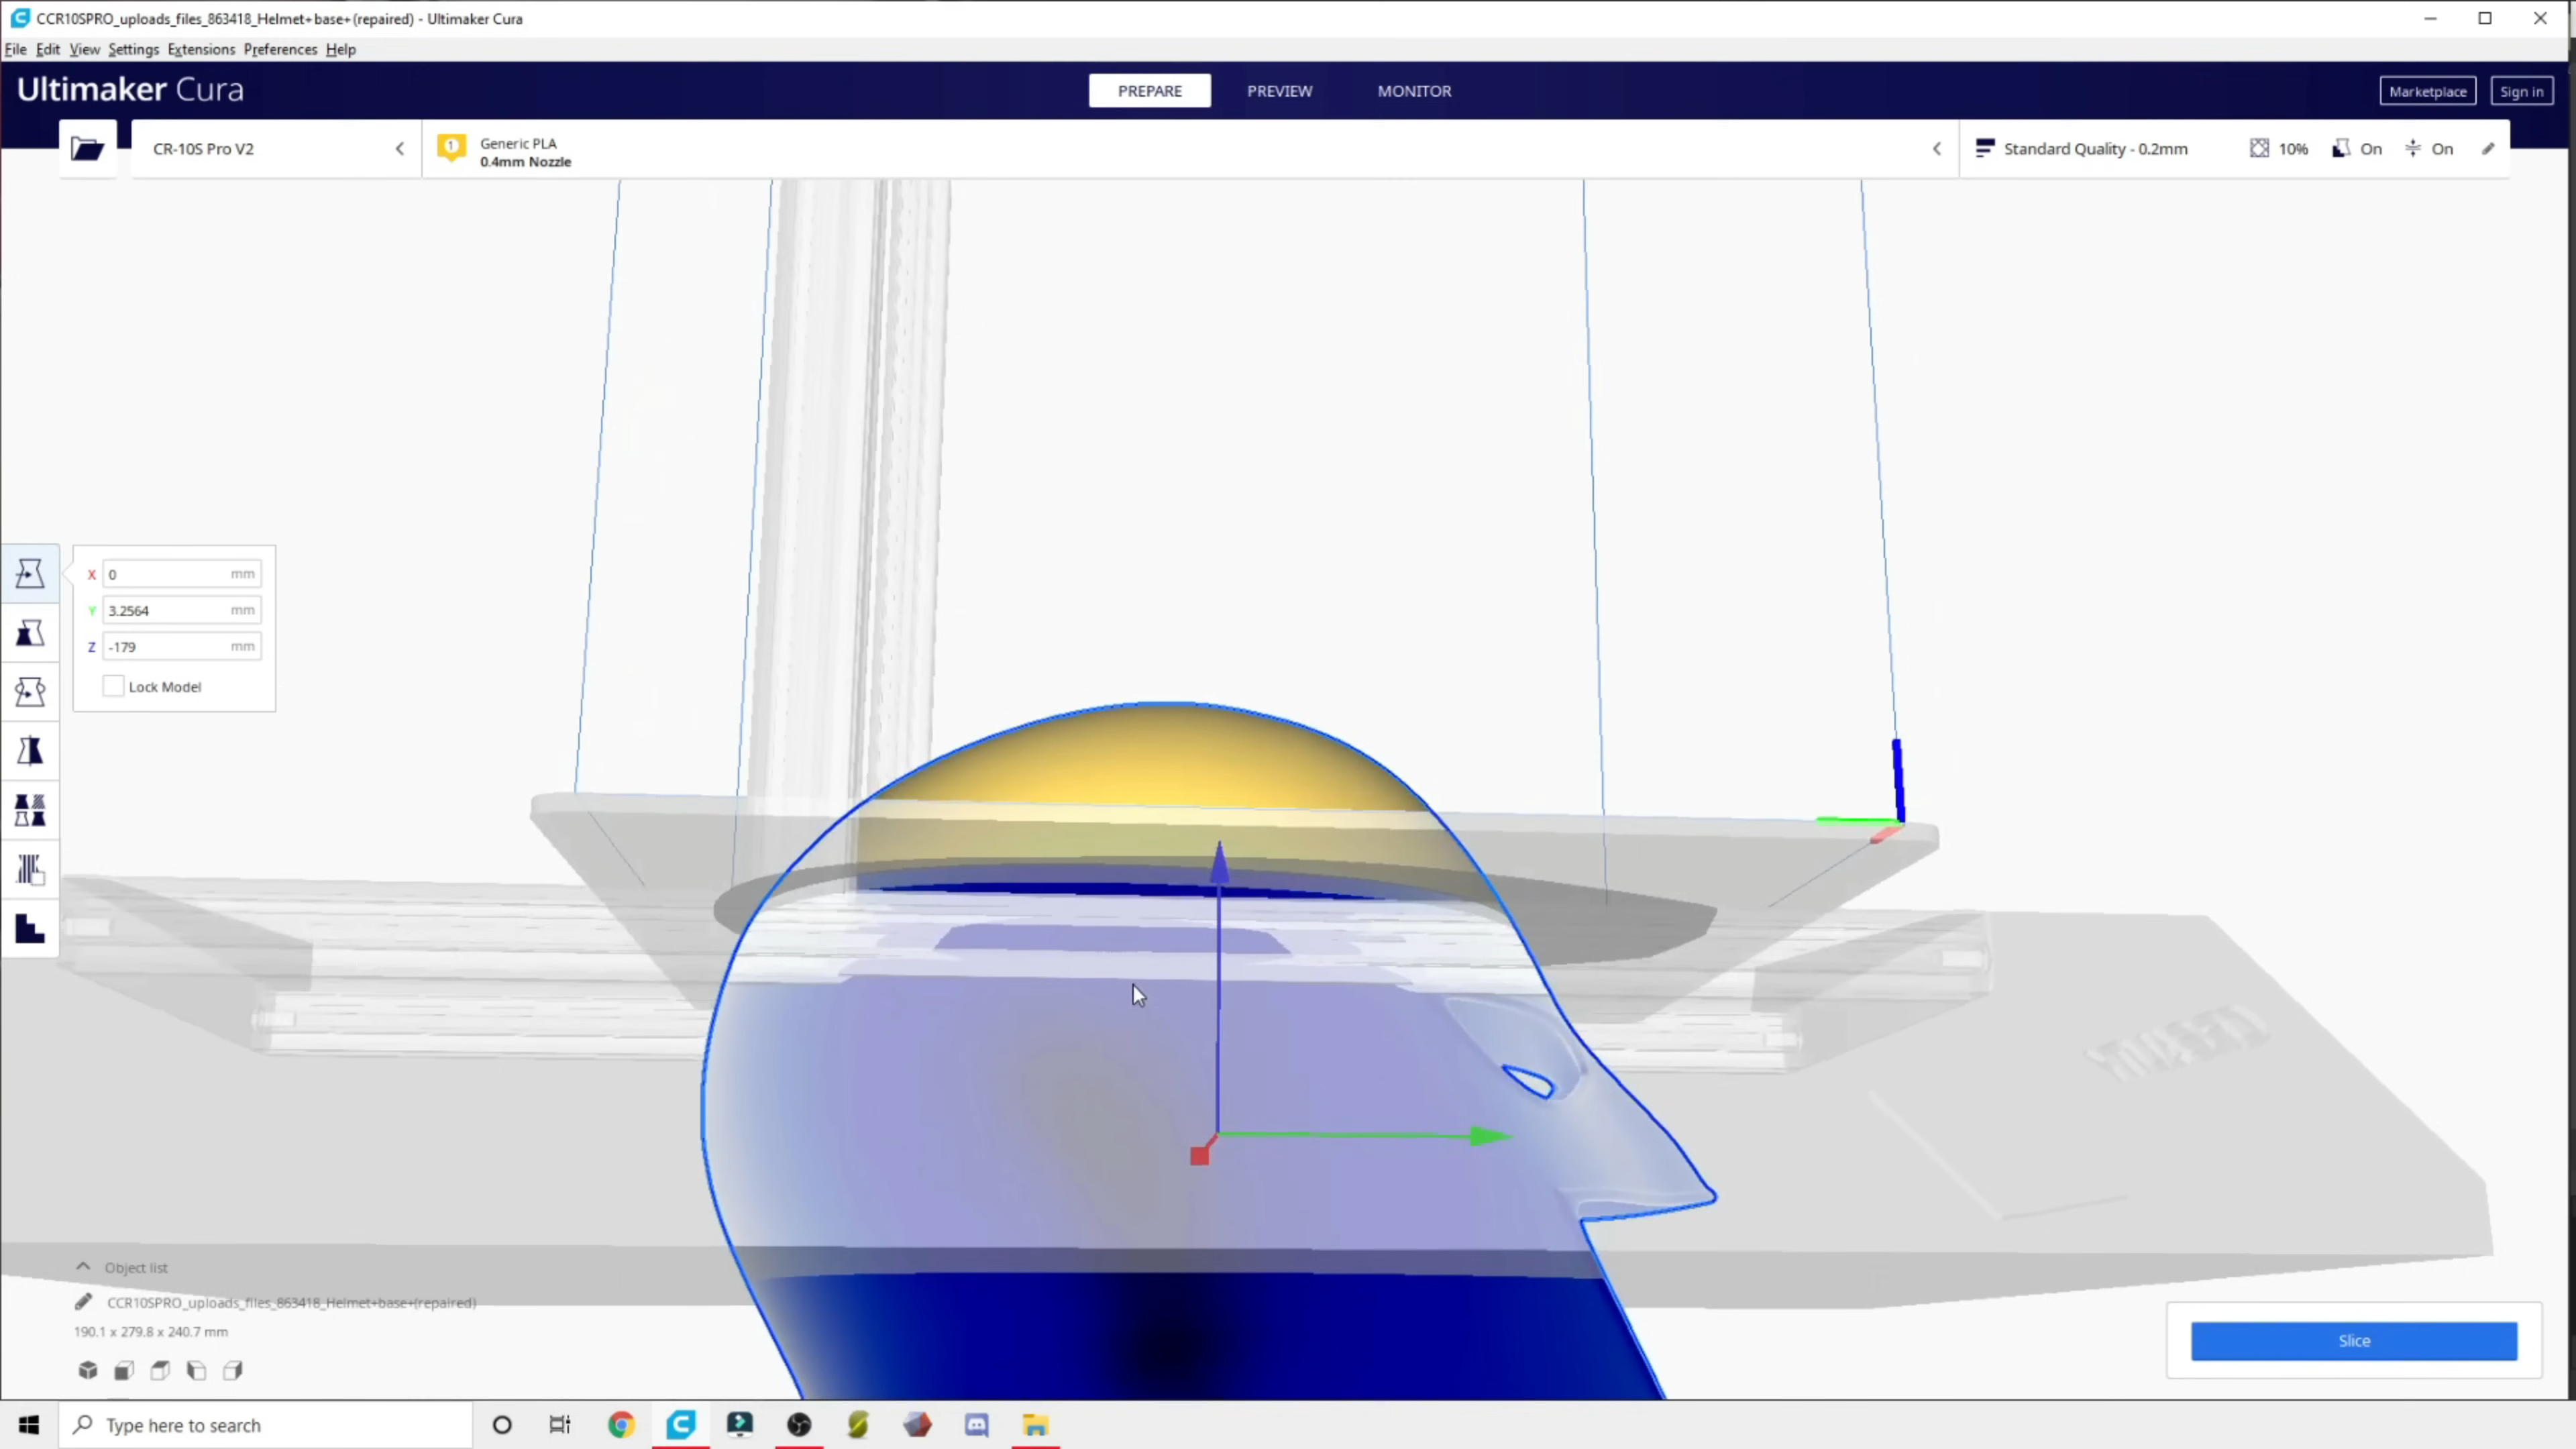 CCR10SPRO_uploads_files_863418_Helmet+base+(repaired) - Ultimaker Cura
File Edit View Settings Extensions Preferences Help
Ultimaker Cura
PREPARE
PREVIEW
MONITOR
Marketplace
Sign in
CR-10S Pro V2
1
Generic PLA
0.4mm Nozzle
Standard Quality - 0.2mm
10%
On
On
X 0 mm
Y 3.2564 mm
Z -179 mm
Lock Model
Object list
CCR10SPRO_uploads_files_863418_Helmet+base+(repaired)
190.1 x 279.8 x 240.7 mm
Slice
Type here to search